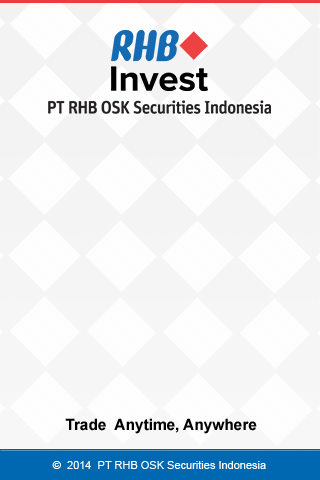 RHB
Invest
PT RHB OSK Securities Indonesia
Trade  Anytime, Anywhere
© 2014 PT RHB OSK Securities Indonesia